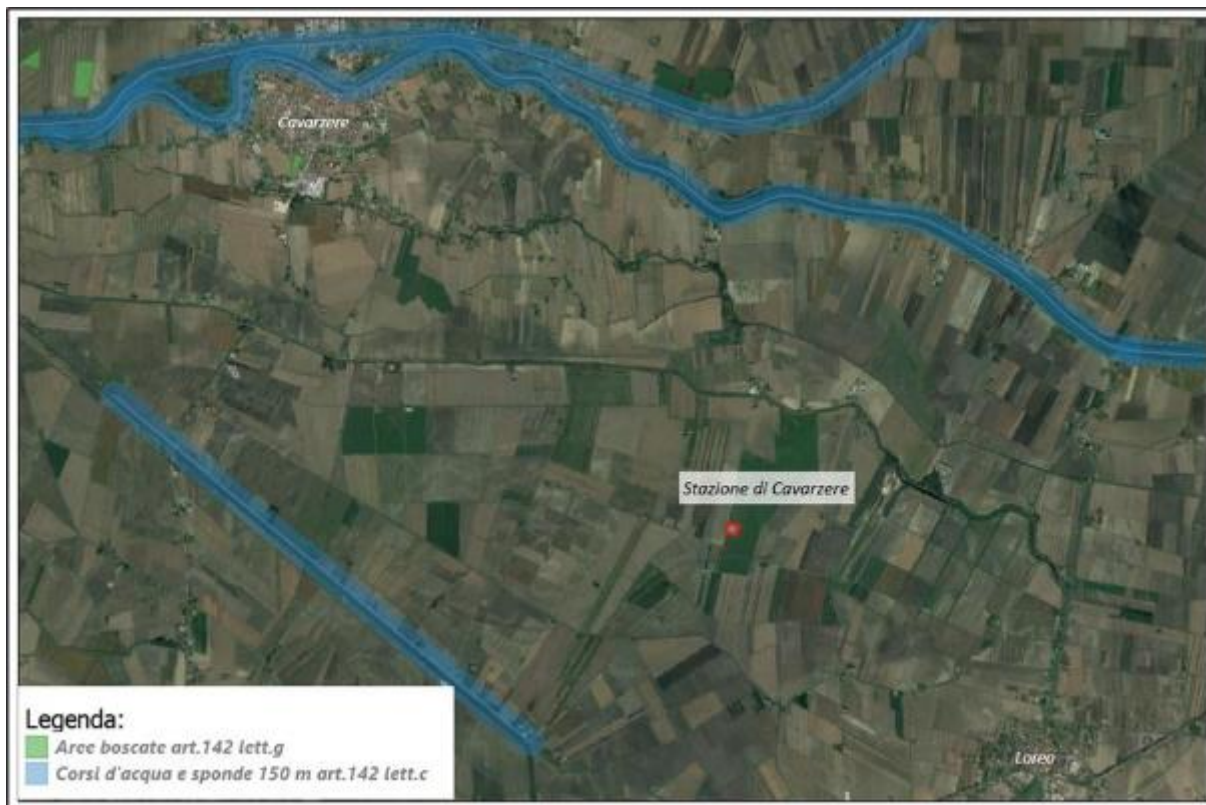 Cavarzere
Stazione di Cavarzere
Loreo
Legenda:
Aree boscate art.142 lett.g
Corsi d'acqua e sponde 150 m art.142 lett.c